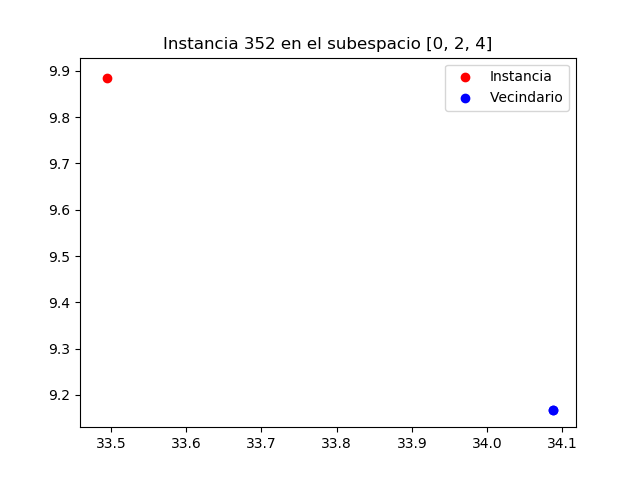 Instancia 352 en el subespacio [0, 2, 4]
Instancia
Vecindario
9.9
9.8
9.7
9.6
9.5
9.4
9.3
9.2
33.5 33.6 33.7 33.8 33.9 34.0 34.1